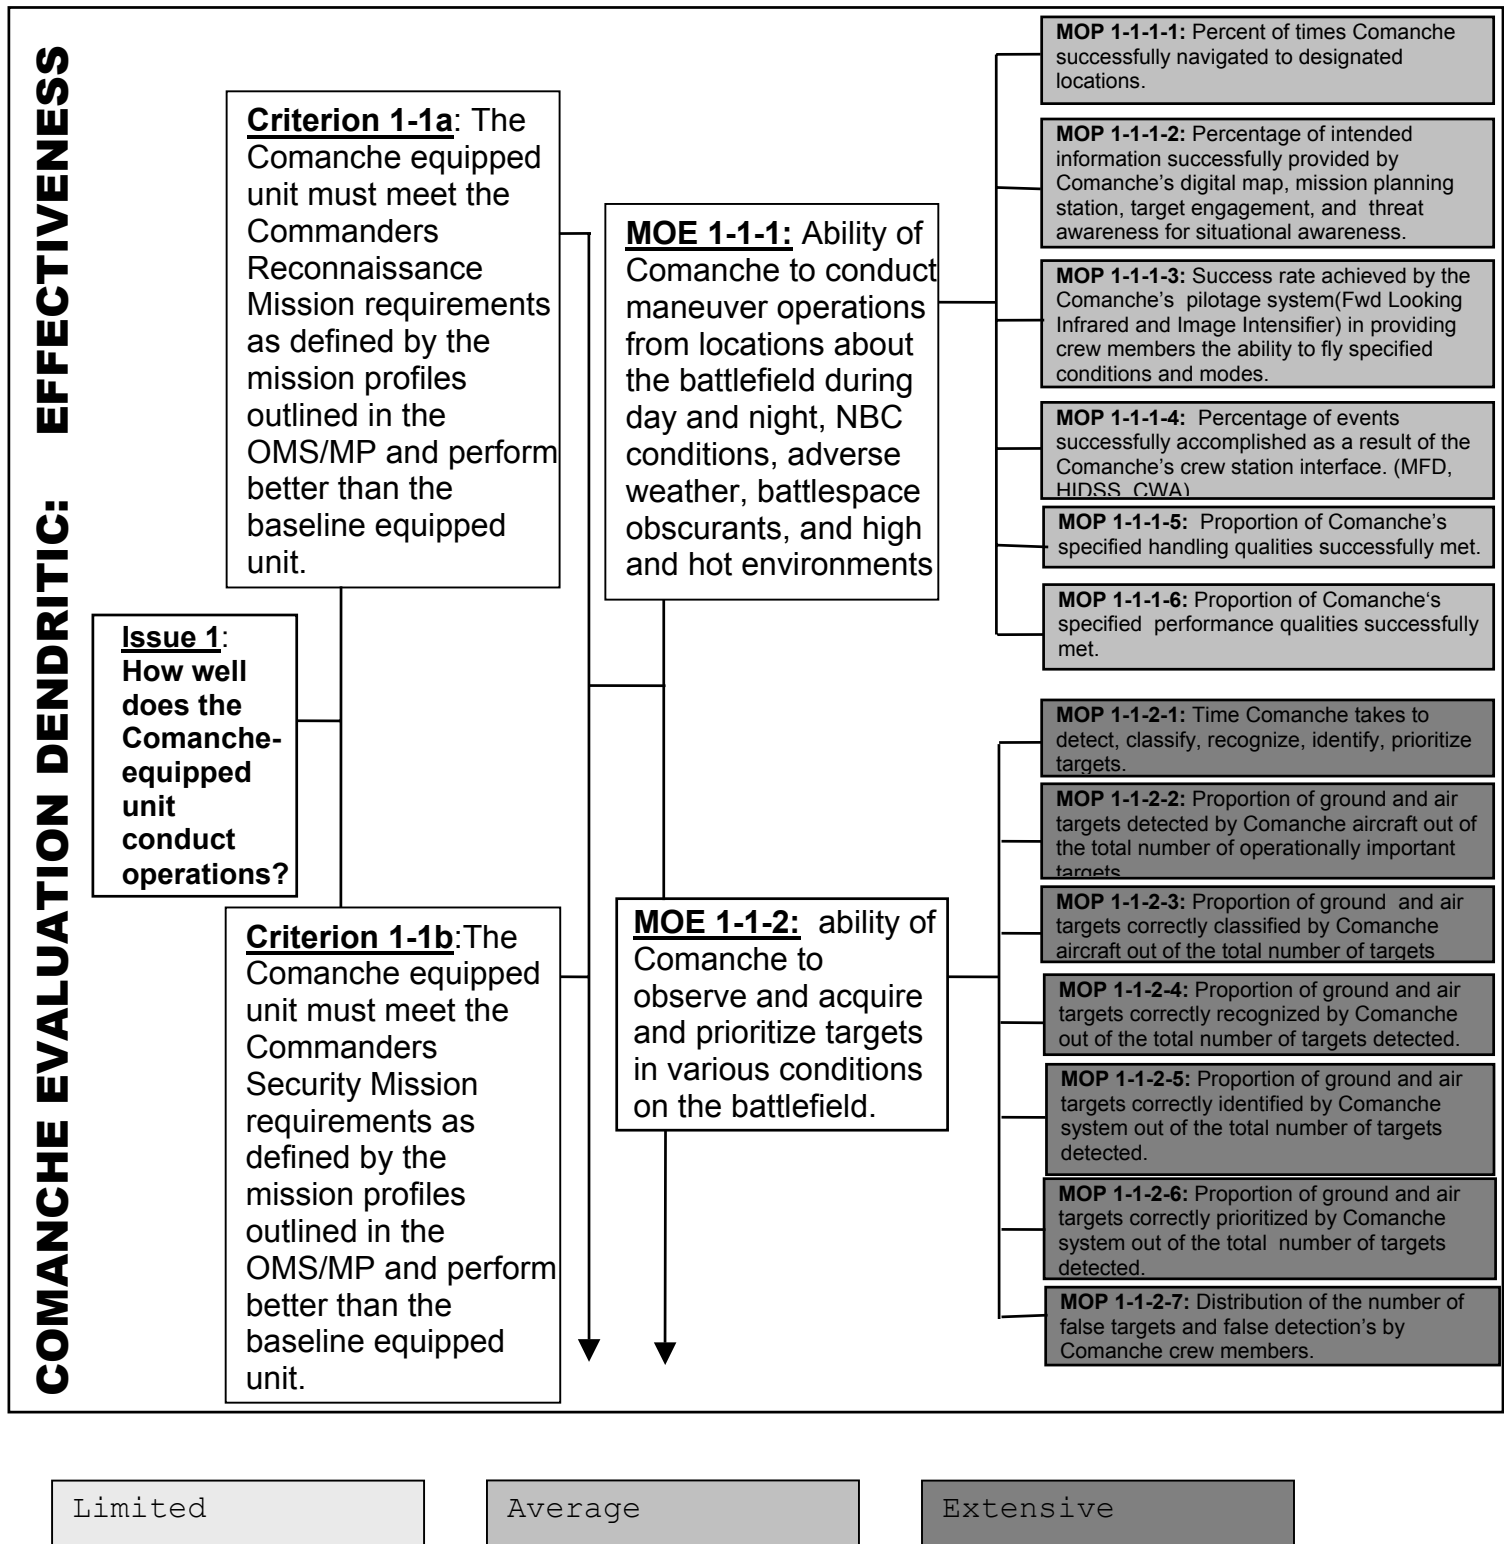 COMANCHE EVALUATION DENDRITIC: EFFECTIVENESS
Issue 1:
How well
does the
Comanche-
equipped
unit
conduct
operations?
Criterion 1-1a: The
Comanche equipped
unit must meet the
Commanders
Reconnaissance
Mission requirements
as defined by the
mission profiles
outlined in the
OMS/MP and perform
better than the
baseline equipped
unit.
Criterion 1-1b:The
Comanche equipped
unit must meet the
Commanders
Security Mission
requirements as
defined by the
mission profiles
outlined in the
OMS/MP and perform
better than the
baseline equipped
unit.
MOE 1-1-1: Ability of
Comanche to conduct
maneuver operations
from locations about
the battlefield during
day and night, NBC
conditions, adverse
weather, battlespace
obscurants, and high
and hot environments
MOE 1-1-2: ability of
Comanche to
observe and acquire
and prioritize targets
in various conditions
on the battlefield.
MOP 1-1-1-1: Percent of times Comanche
successfully navigated to designated
locations.
MOP 1-1-1-2: Percentage of intended
information successfully provided by
Comanche's digital map, mission planning
station, target engagement, and threat
awareness for situational awareness.
MOP 1-1-1-3: Success rate achieved by the
Comanche's pilotage system(Fwd Looking
Infrared and Image Intensifier) in providing
crew members the ability to fly specified
conditions and modes.
MOP 1-1-1-4: Percentage of events
successfully accomplished as a result of the
Comanche's crew station interface. (MFD,
HIDSS, CWA)
MOP 1-1-1-5: Proportion of Comanche's
specified handling qualities successfully met.
MOP 1-1-1-6: Proportion of Comanche‘s
specified performance qualities successfully
met.
MOP 1-1-2-1: Time Comanche takes to
detect, classify, recognize, identify, prioritize
targets.
MOP 1-1-2-2: Proportion of ground and air
targets detected by Comanche aircraft out of
the total number of operationally important
targets
MOP 1-1-2-3: Proportion of ground and air
targets correctly classified by Comanche
aircraft out of the total number of targets
MOP 1-1-2-4: Proportion of ground and air
targets correctly recognized by Comanche
out of the total number of targets detected.
MOP 1-1-2-5: Proportion of ground and air
targets correctly identified by Comanche
system out of the total number of targets
detected.
MOP 1-1-2-6: Proportion of ground and air
targets correctly prioritized by Comanche
system out of the total number of targets
detected.
MOP 1-1-2-7: Distribution of the number of
false targets and false detection's by
Comanche crew members.
Limited
Average
Extensive